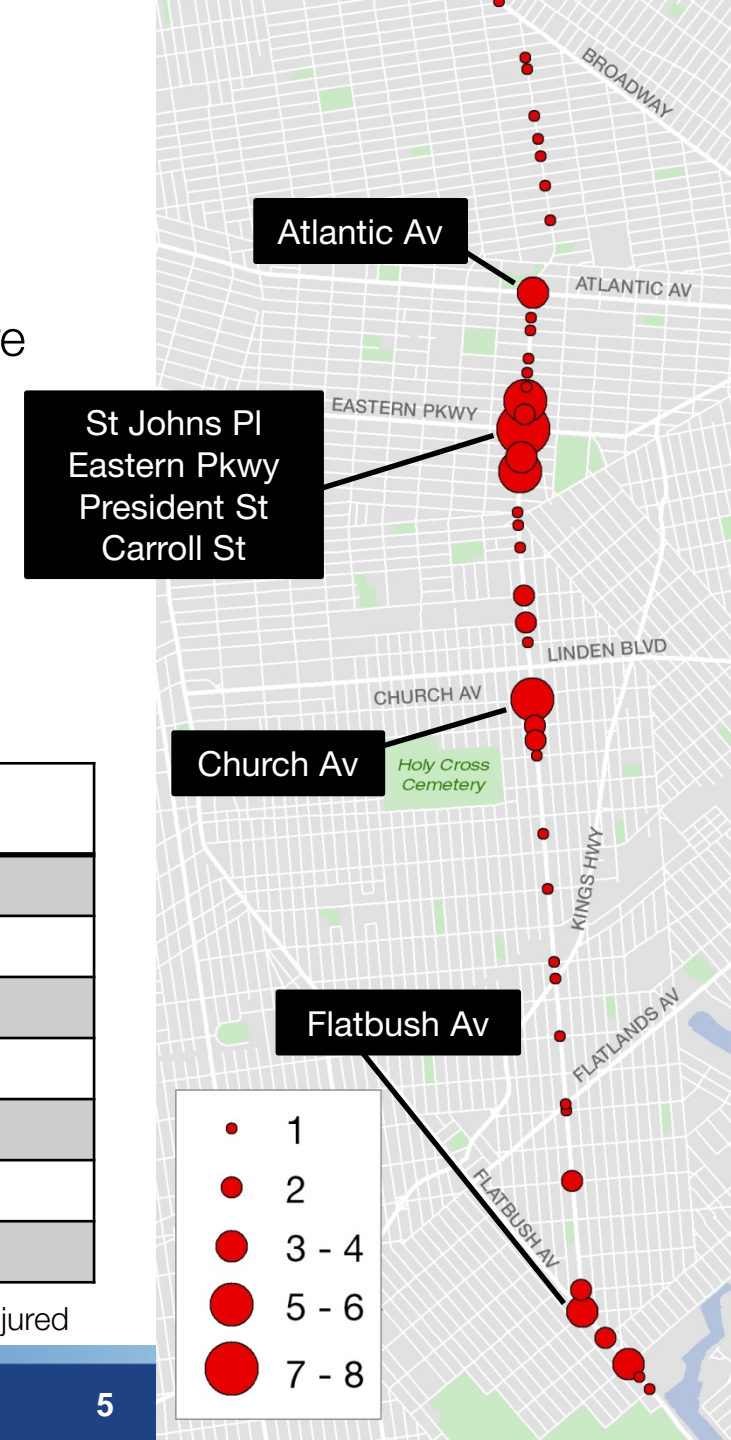 BROADWAY
Atlantic Av
ATLANTIC AV
EASTERN PKWY
St Johns Pl
Eastern Pkwy
President St
Carroll St
LINDEN BLVD
CHURCH AV
Church Av
Holy Cross
Cemetery
KINGS HWY
Flatbush Av
FLATLANDS AV
FLATBUSH AV
1
2
3 - 4
5 - 6
7 - 8
5